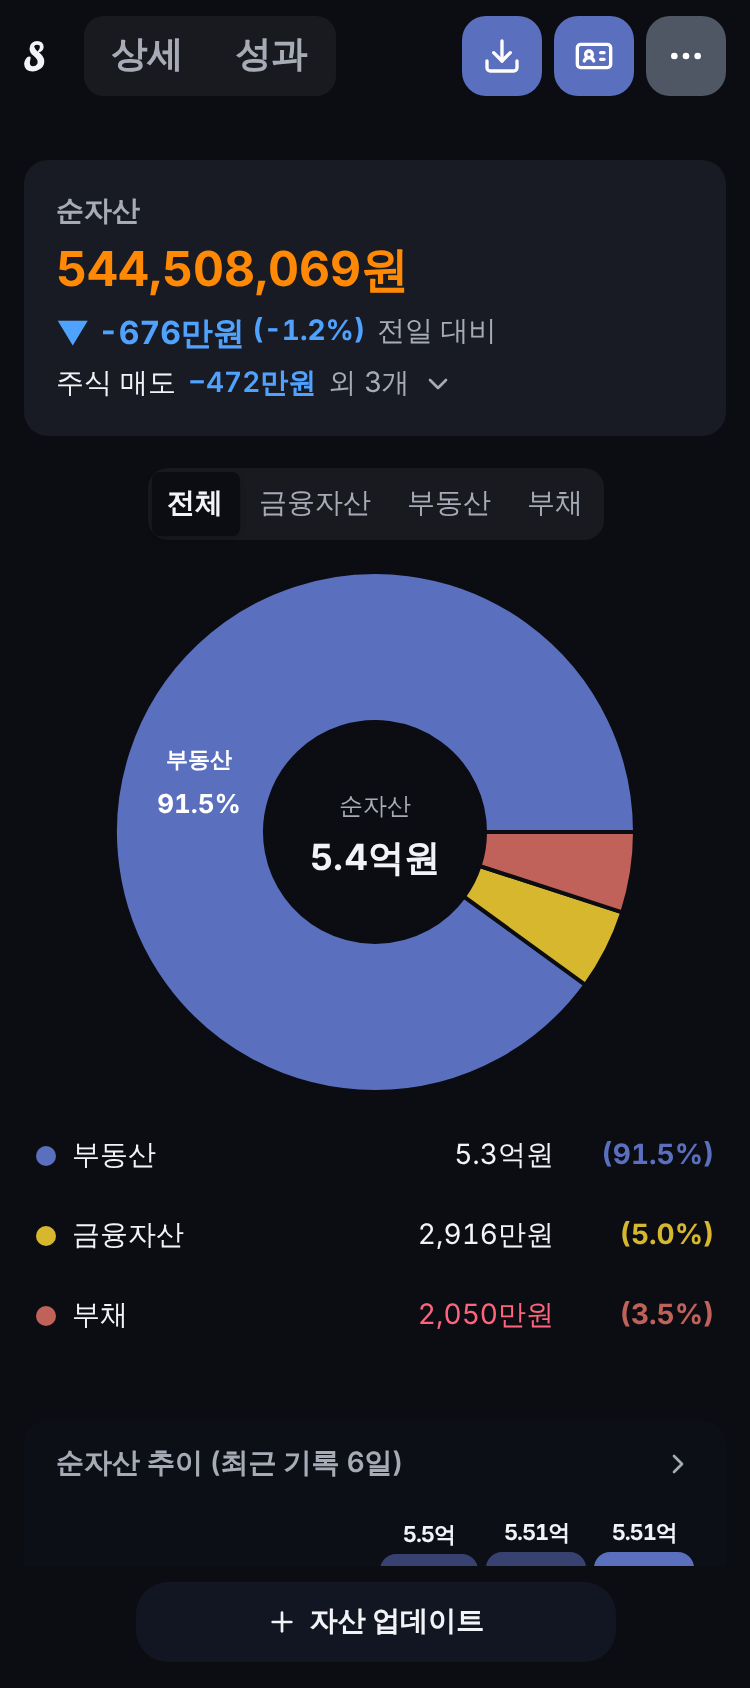 S
상세 성과
순자산
544,508,069원
▼ -676만원 (-1.2%) 전일 대비
주식 매도 −472만원 외 3개
전체 금융자산 부동산 부채
부동산
91.5%
순자산
5.4억원
부동산 5.3억원 (91.5%)
금융자산 2,916만원 (5.0%)
부채 2,050만원 (3.5%)
순자산 추이 (최근 기록 6일)
5.5억 5.51억 5.51억
+ 자산 업데이트